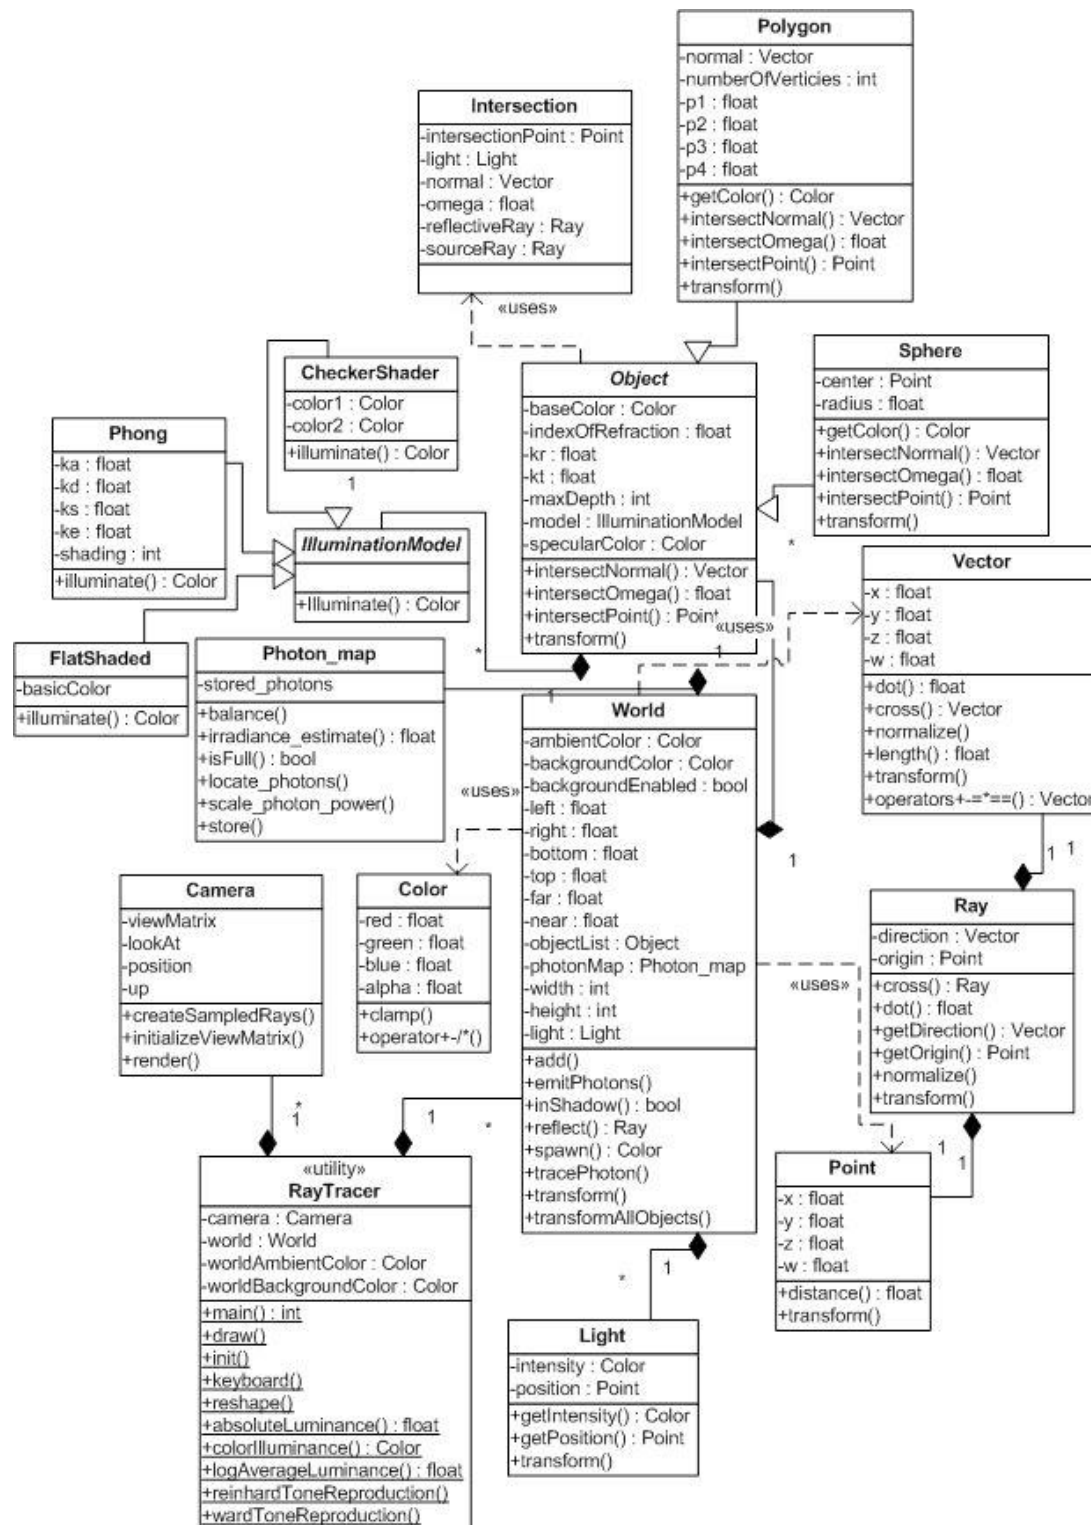 Polygon
-normal : Vector
-numberOfVerticies : int
-p1 : float
-p2 : float
-p3 : float
-p4 : float
+getColor() : Color
+intersectNormal() : Vector
+intersectOmega() : float
+intersectPoint() : Point
+transform()
Intersection
-intersectionPoint : Point
-light : Light
-normal : Vector
-omega : float
-reflectiveRay : Ray
-sourceRay : Ray
«uses»
CheckerShader
-color1 : Color
-color2 : Color
+illuminate() : Color
1
Object
-baseColor : Color
-indexOfRefraction : float
-kr : float
-kt : float
-maxDepth : int
-model : IlluminationModel
-specularColor : Color
+intersectNormal() : Vector
+intersectOmega() : float
+intersectPoint() : Point
+transform()
Sphere
-center : Point
-radius : float
+getColor() : Color
+intersectNormal() : Vector
+intersectOmega() : float
+intersectPoint() : Point
+transform()
*
Phong
-ka : float
-kd : float
-ks : float
-ke : float
-shading : int
+illuminate() : Color
IlluminationModel
+Illuminate() : Color
*
«uses»
1
Vector
-x : float
-y : float
-z : float
-w : float
+dot() : float
+cross() : Vector
+normalize()
+length() : float
+transform()
+operators+-=*==() : Vector
FlatShaded
-basicColor
+illuminate() : Color
Photon_map
-stored_photons
+balance()
+irradiance_estimate() : float
+isFull() : bool
+locate_photons()
+scale_photon_power()
+store()
1
World
-ambientColor : Color
-backgroundColor : Color
-backgroundEnabled : bool
-left : float
-right : float
-bottom : float
-top : float
-far : float
-near : float
-objectList : Object
-photonMap : Photon_map
-width : int
-height : int
-light : Light
+add()
+emitPhotons()
+inShadow() : bool
+reflect() : Ray
+spawn() : Color
+tracePhoton()
+transform()
+transformAllObjects()
«uses»
1
1
1
Camera
-viewMatrix
-lookAt
-position
-up
+createSampledRays()
+initializeViewMatrix()
+render()
Color
-red : float
-green : float
-blue : float
-alpha : float
+clamp()
+operator+-/*()
Ray
-direction : Vector
-origin : Point
+cross() : Ray
+dot() : float
+getDirection() : Vector
+getOrigin() : Point
+normalize()
+transform()
«uses»
*
1
1
*
1
1
Point
-x : float
-y : float
-z : float
-w : float
+distance() : float
+transform()
«utility»
RayTracer
-camera : Camera
-world : World
-worldAmbientColor : Color
-worldBackgroundColor : Color
+main() : int
+draw()
+init()
+keyboard()
+reshape()
+absoluteLuminance() : float
+colorIlluminance() : Color
+logAverageLuminance() : float
+reinhardToneReproduction()
+wardToneReproduction()
1
*
Light
-intensity : Color
-position : Point
+getIntensity() : Color
+getPosition() : Point
+transform()